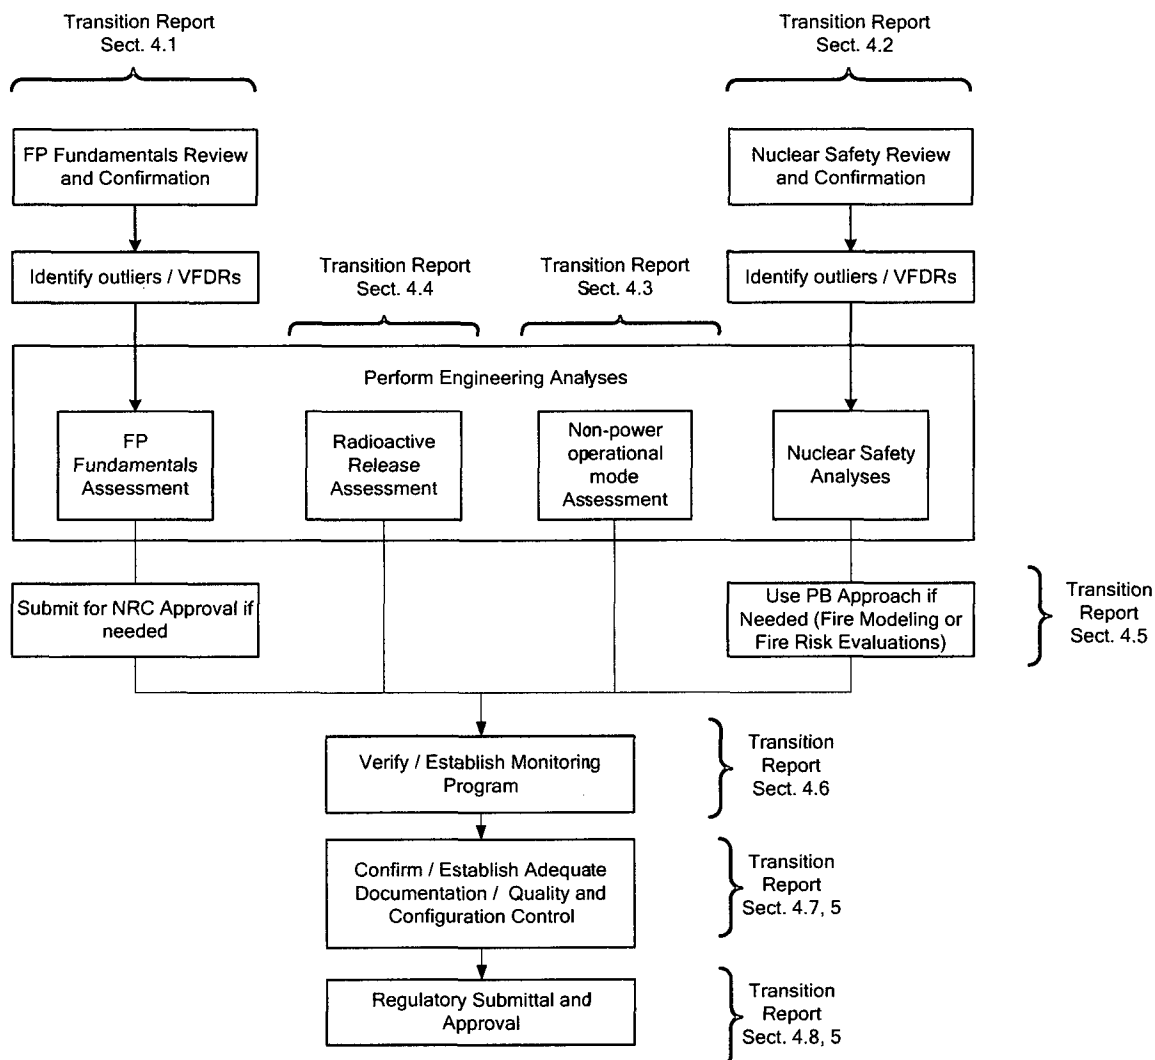 Transition Report
Sect. 4.1
Transition Report
Sect. 4.2
FP Fundamentals Review
and Confirmation
Nuclear Safety Review
and Confirmation
Identify outliers / VFDRs
Transition Report
Sect. 4.4
Transition Report
Sect. 4.3
Identify outliers / VFDRs
Perform Engineering Analyses
FP
Fundamentals
Assessment
Radioactive
Release
Assessment
Non-power
operational
mode
Assessment
Nuclear Safety
Analyses
Submit for NRC Approval if
needed
Use PB Approach if
Needed (Fire Modeling or
Fire Risk Evaluations)
Transition
Report
Sect. 4.5
Verify / Establish Monitoring
Program
Transition
Report
Sect. 4.6
Confirm / Establish Adequate
Documentation / Quality and
Configuration Control
Transition
Report
Sect. 4.7, 5
Regulatory Submittal and
Approval
Transition
Report
Sect. 4.8, 5